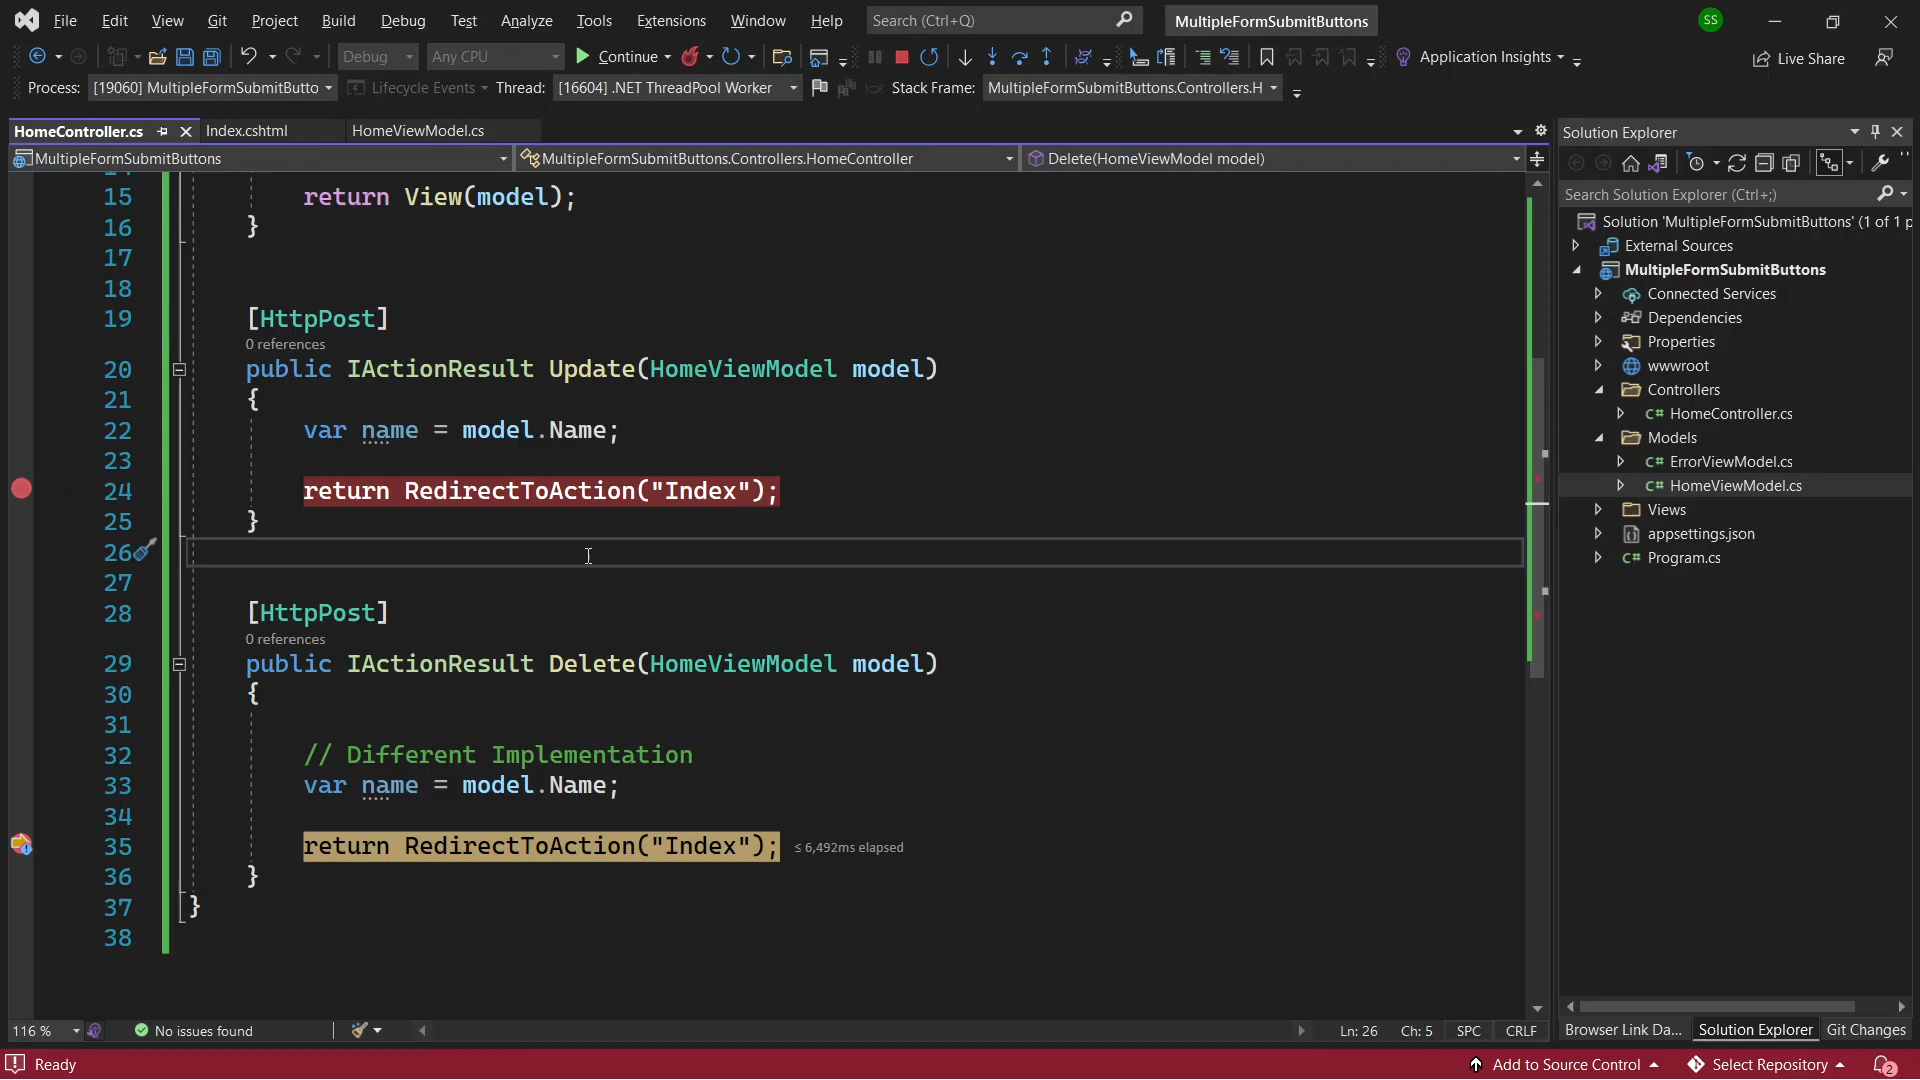 File Edit View Git Project Build Debug Test Analyze Tools Extensions Window Help Search (Ctrl+Q) MultipleFormSubmitButtons SS
Debug Any CPU Continue Application Insights Live Share
Process: [19060] MultipleFormSubmitButto Lifecycle Events Thread: [16604] .NET ThreadPool Worker Stack Frame: MultipleFormSubmitButtons.Controllers.H
HomeController.cs Index.cshtml HomeViewModel.cs
MultipleFormSubmitButtons MultipleFormSubmitButtons.Controllers.HomeController Delete(HomeViewModel model)
15 return View(model);
16 }
17
18
19 [HttpPost]
0 references
20 public IActionResult Update(HomeViewModel model)
21 {
22 var name = model.Name;
23
24 return RedirectToAction("Index");
25 }
26
27
28 [HttpPost]
0 references
29 public IActionResult Delete(HomeViewModel model)
30 {
31
32 // Different Implementation
33 var name = model.Name;
34
35 return RedirectToAction("Index"); ≤ 6,492ms elapsed
36 }
37 }
38
116 % No issues found Ln: 26 Ch: 5 SPC CRLF
Solution Explorer
Search Solution Explorer (Ctrl+;)
Solution 'MultipleFormSubmitButtons' (1 of 1 p
External Sources
MultipleFormSubmitButtons
Connected Services
Dependencies
Properties
wwwroot
Controllers
C# HomeController.cs
Models
C# ErrorViewModel.cs
C# HomeViewModel.cs
Views
appsettings.json
C# Program.cs
Browser Link Da... Solution Explorer Git Changes
Ready Add to Source Control Select Repository 2